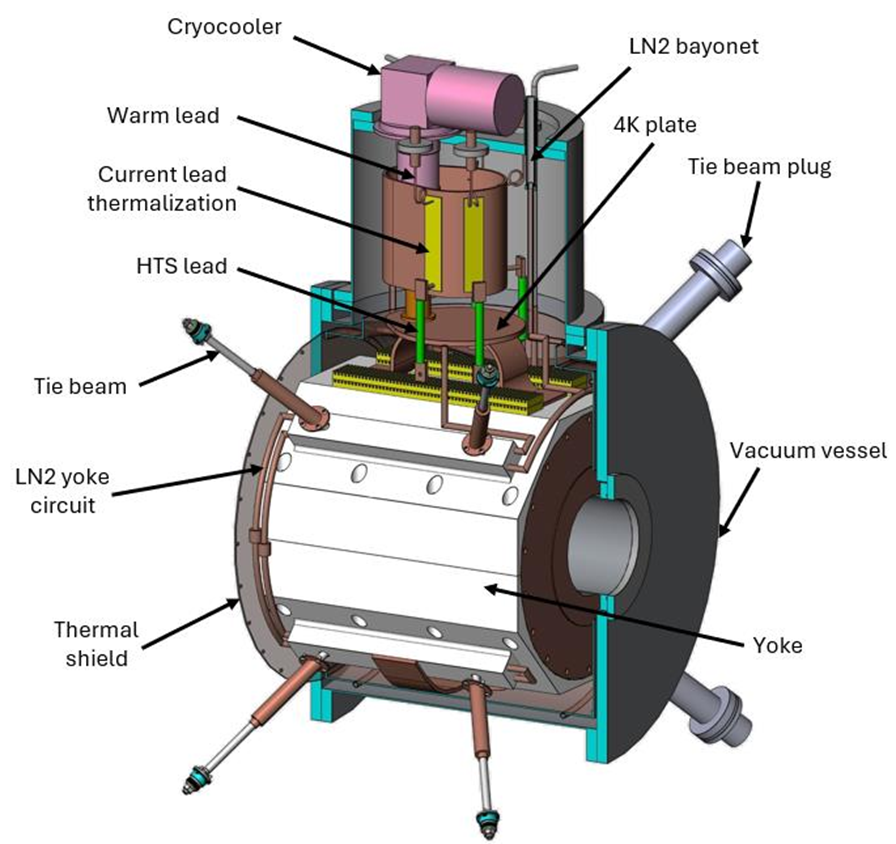 Cryocooler
LN2 bayonet
Warm lead
4K plate
Current lead
thermalization
Tie beam plug
HTS lead
Tie beam
Vacuum vessel
LN2 yoke
circuit
Thermal
shield
Yoke